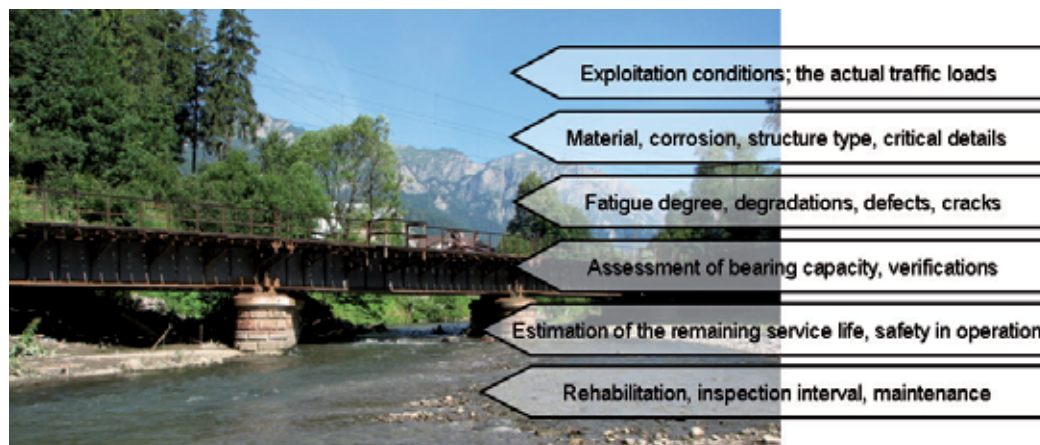 Exploitation conditions; the actual traffic loads
Material, corrosion, structure type, critical details
Fatigue degree, degradations, defects, cracks
Assessment of bearing capacity, verifications
Estimation of the remaining service life, safety in operation
Rehabilitation, inspection interval, maintenance